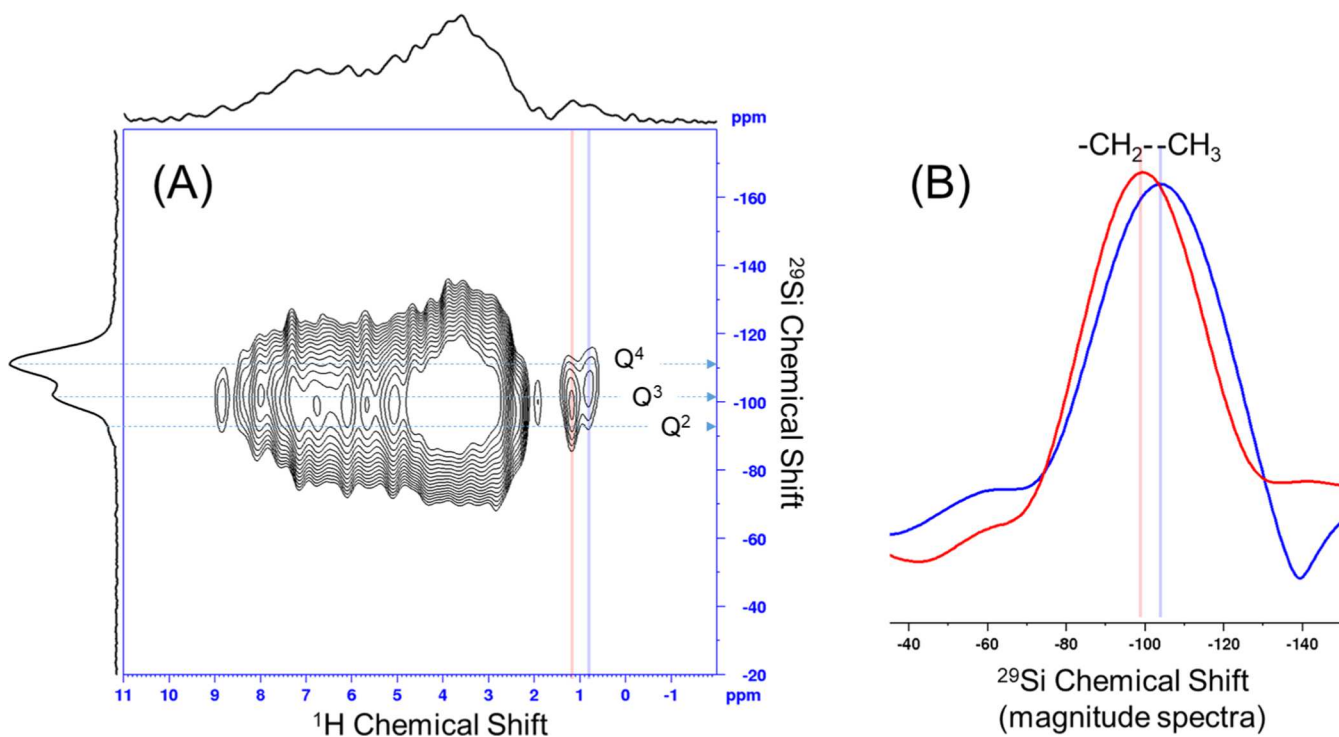 ppm
(A)
-160
-140
-120
-100
-80
-60
-40
-20
Q⁴
Q³
Q²
²⁹Si Chemical Shift
11 10 9 8 7 6 5 4 3 2 1 0 -1 ppm
¹H Chemical Shift
(B)
-CH₂--CH₃
-40 -60 -80 -100 -120 -140
²⁹Si Chemical Shift
(magnitude spectra)